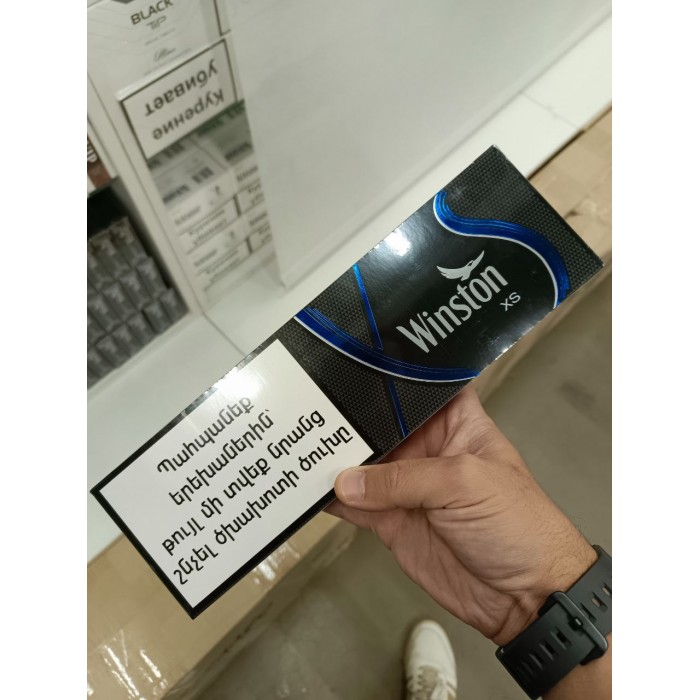 BLACK
Курение
убивает
Winston
XS
Պահպանեք
երեխաներին՝
թույլ մի տվեք նրանց
շնչել ծխախոտի ծուխը